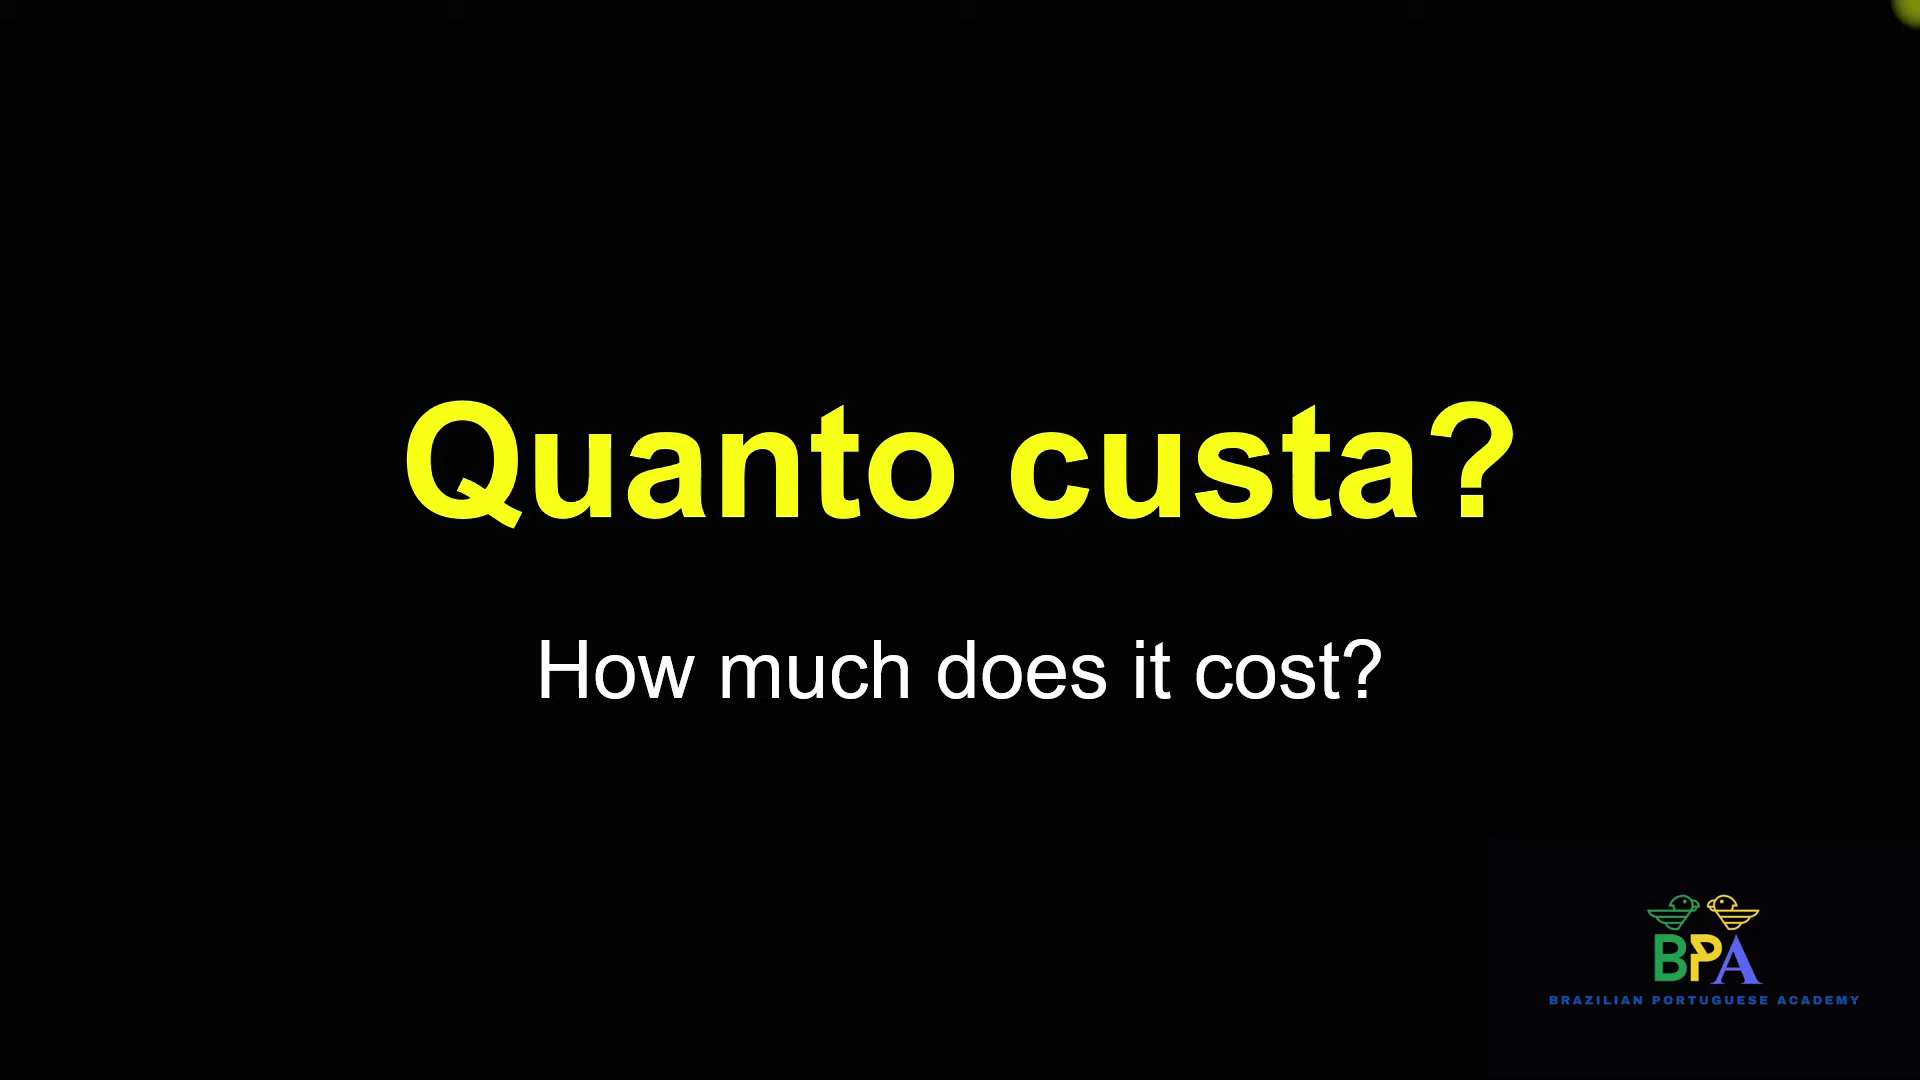 Quanto custa?
How much does it cost?
BPA
BRAZILIAN PORTUGUESE ACADEMY